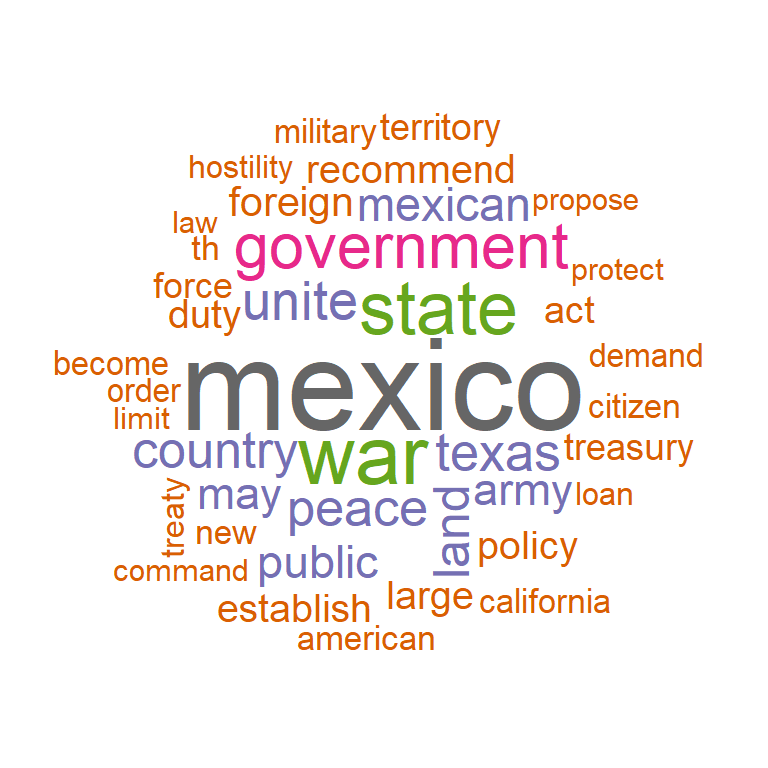 military territory
hostility recommend
foreign mexican propose
law
th government
protect
force unite state act
duty
mexico
become demand
order citizen
limit
country war texas treasury
treaty may peace land army loan
new
command public policy
establish large california
american